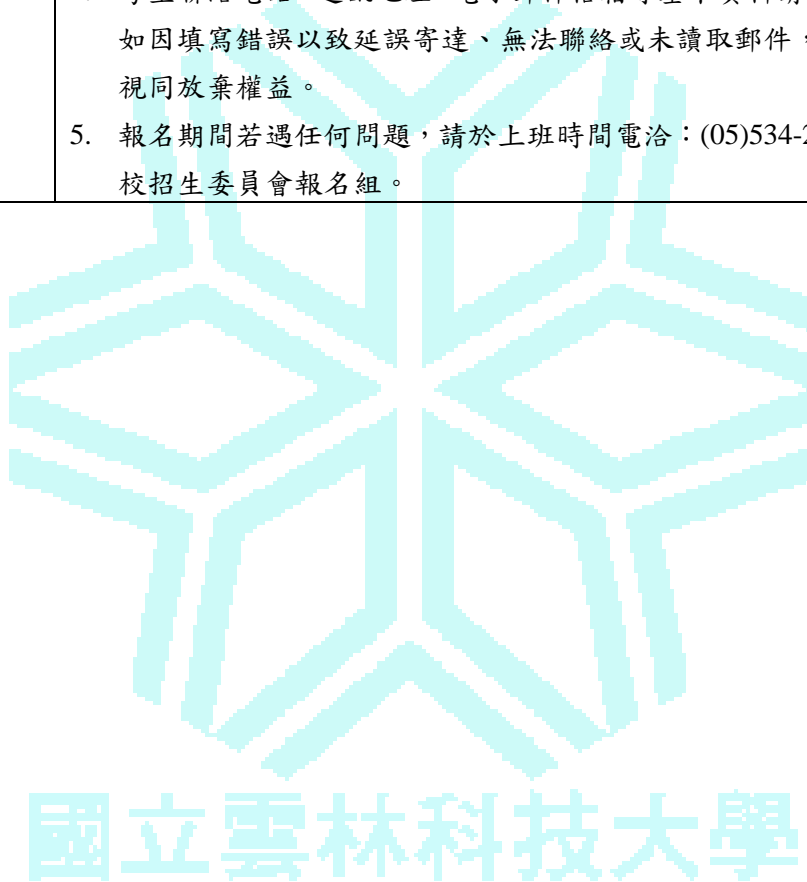 如因填寫錯誤以致延誤寄達、無法聯絡或未讀取郵件，
視同放棄權益。
5. 報名期間若遇任何問題，請於上班時間電洽：(05)534-2
校招生委員會報名組。
國立雲林科技大學